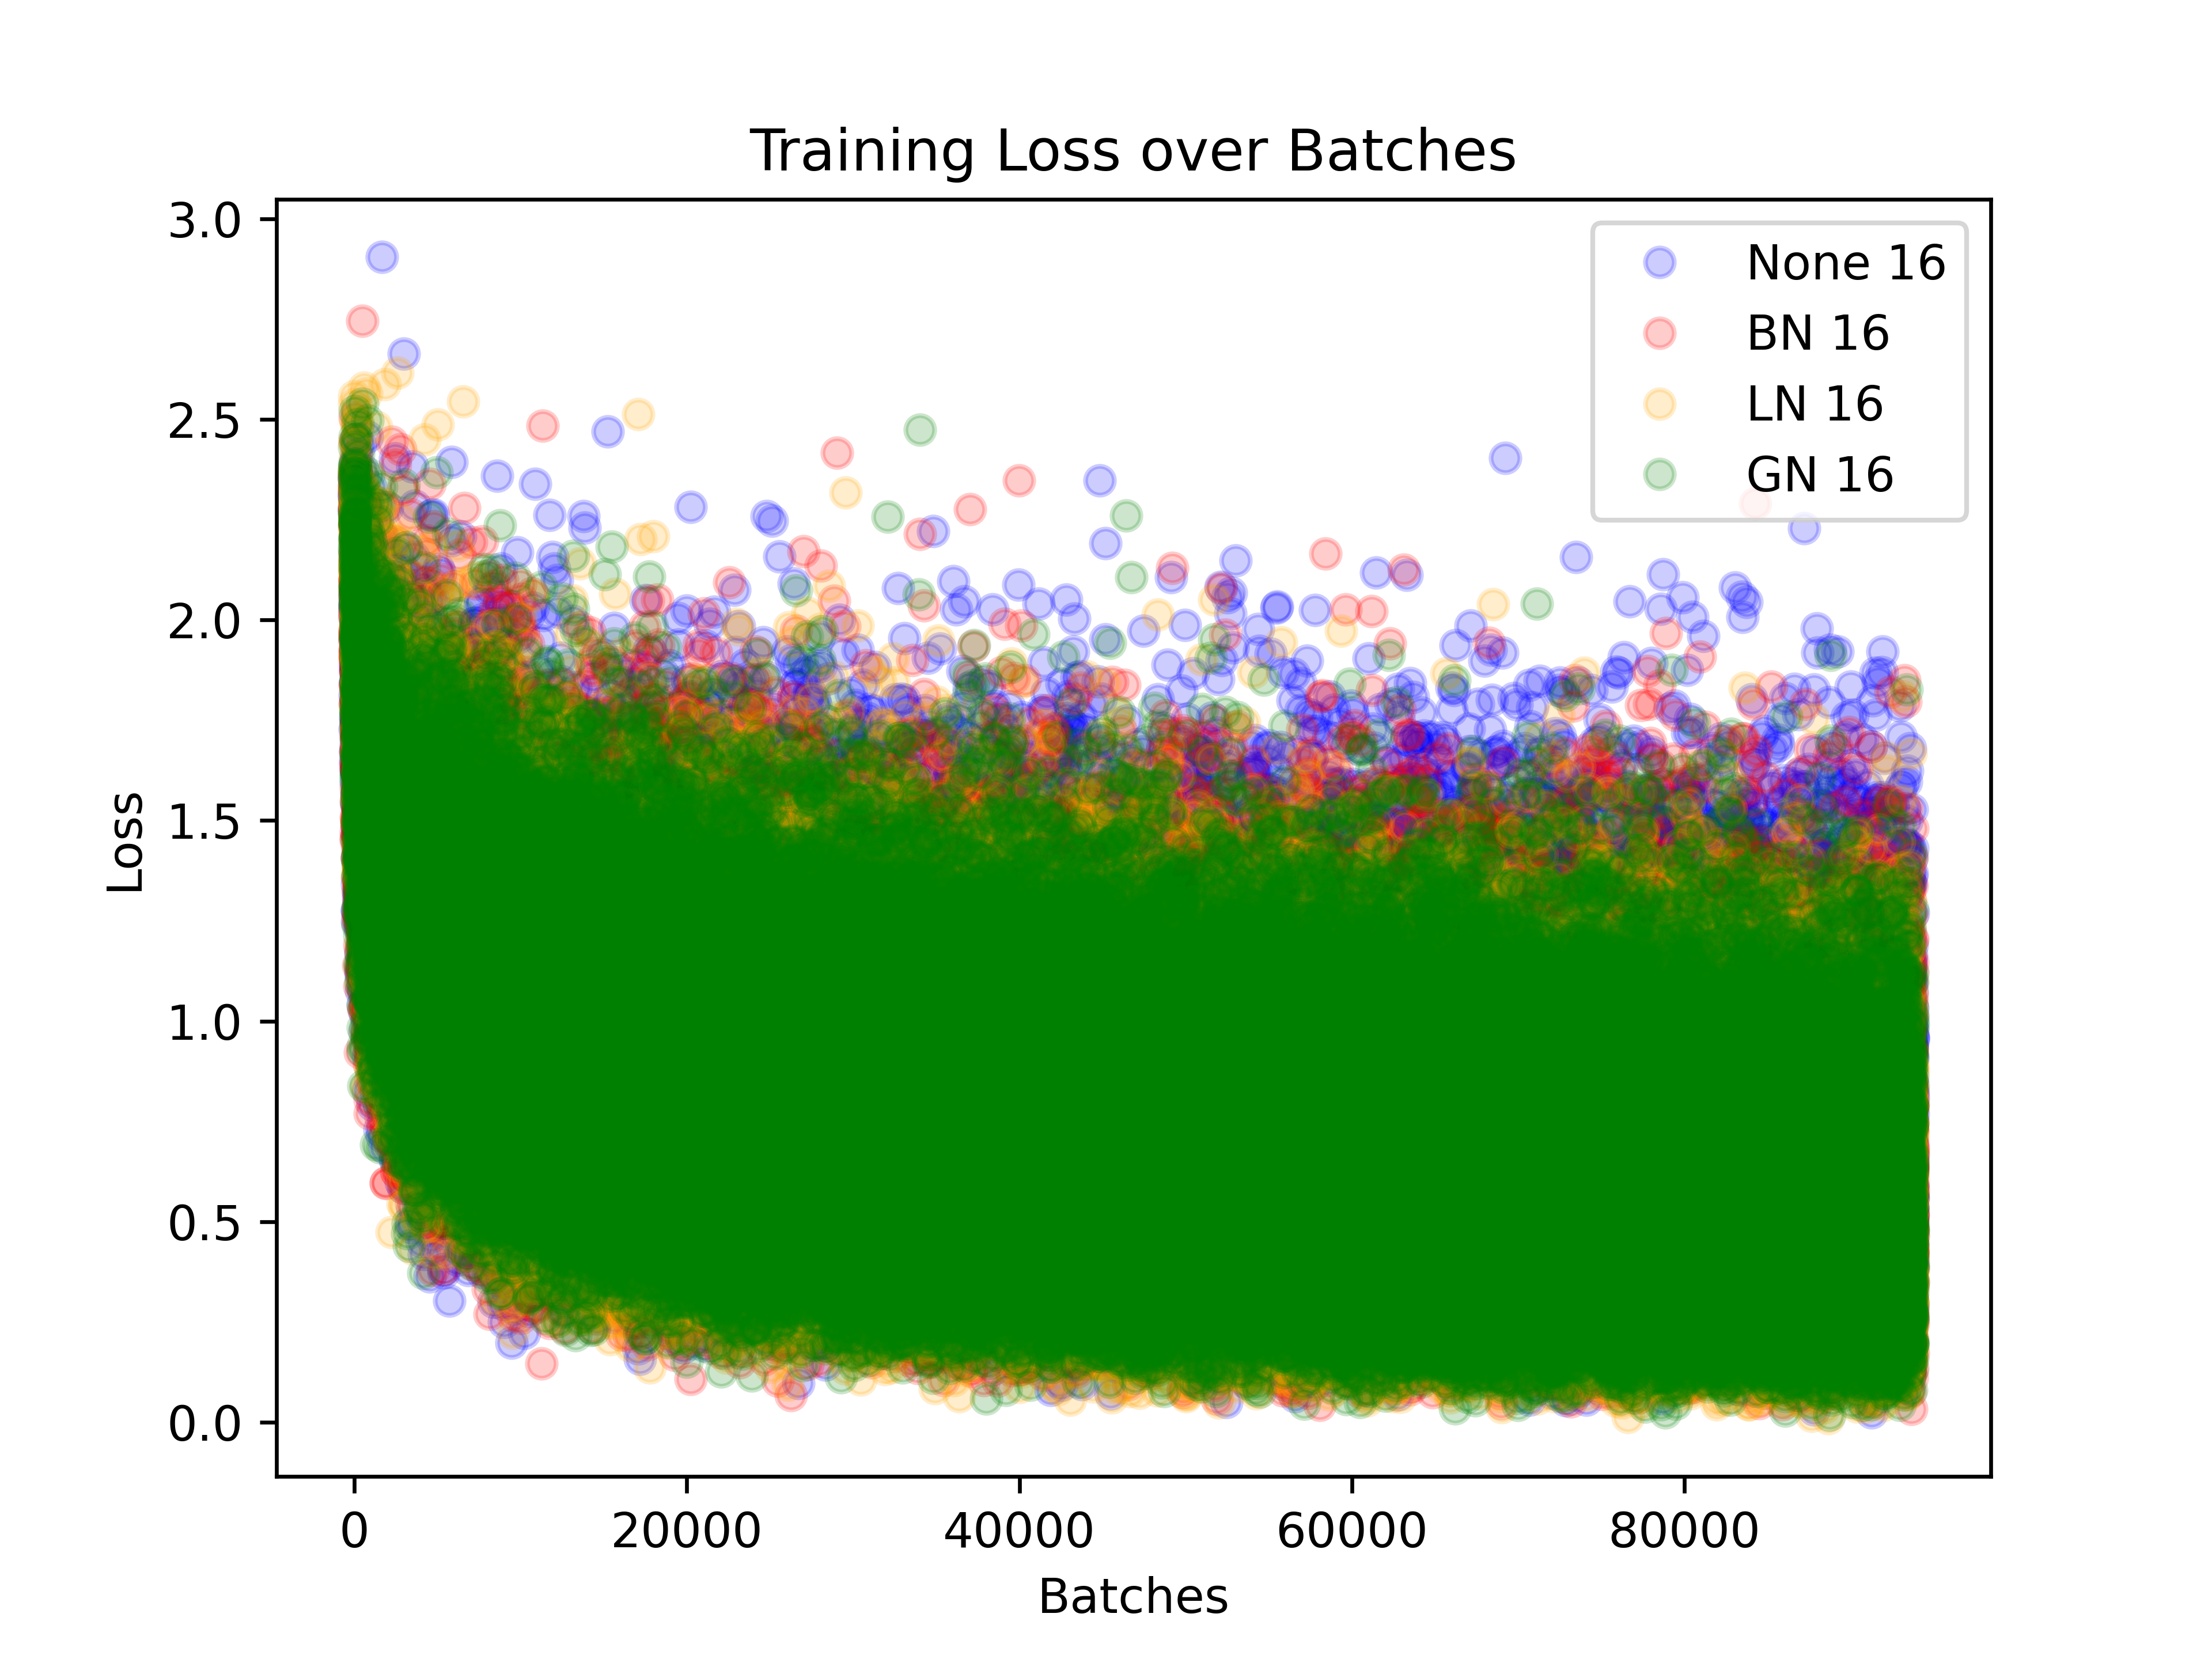 Training Loss over Batches
3.0
2.5
2.0
1.5
1.0
0.5
0.0
Loss
None 16
BN 16
LN 16
GN 16
0 20000 40000 60000 80000
Batches